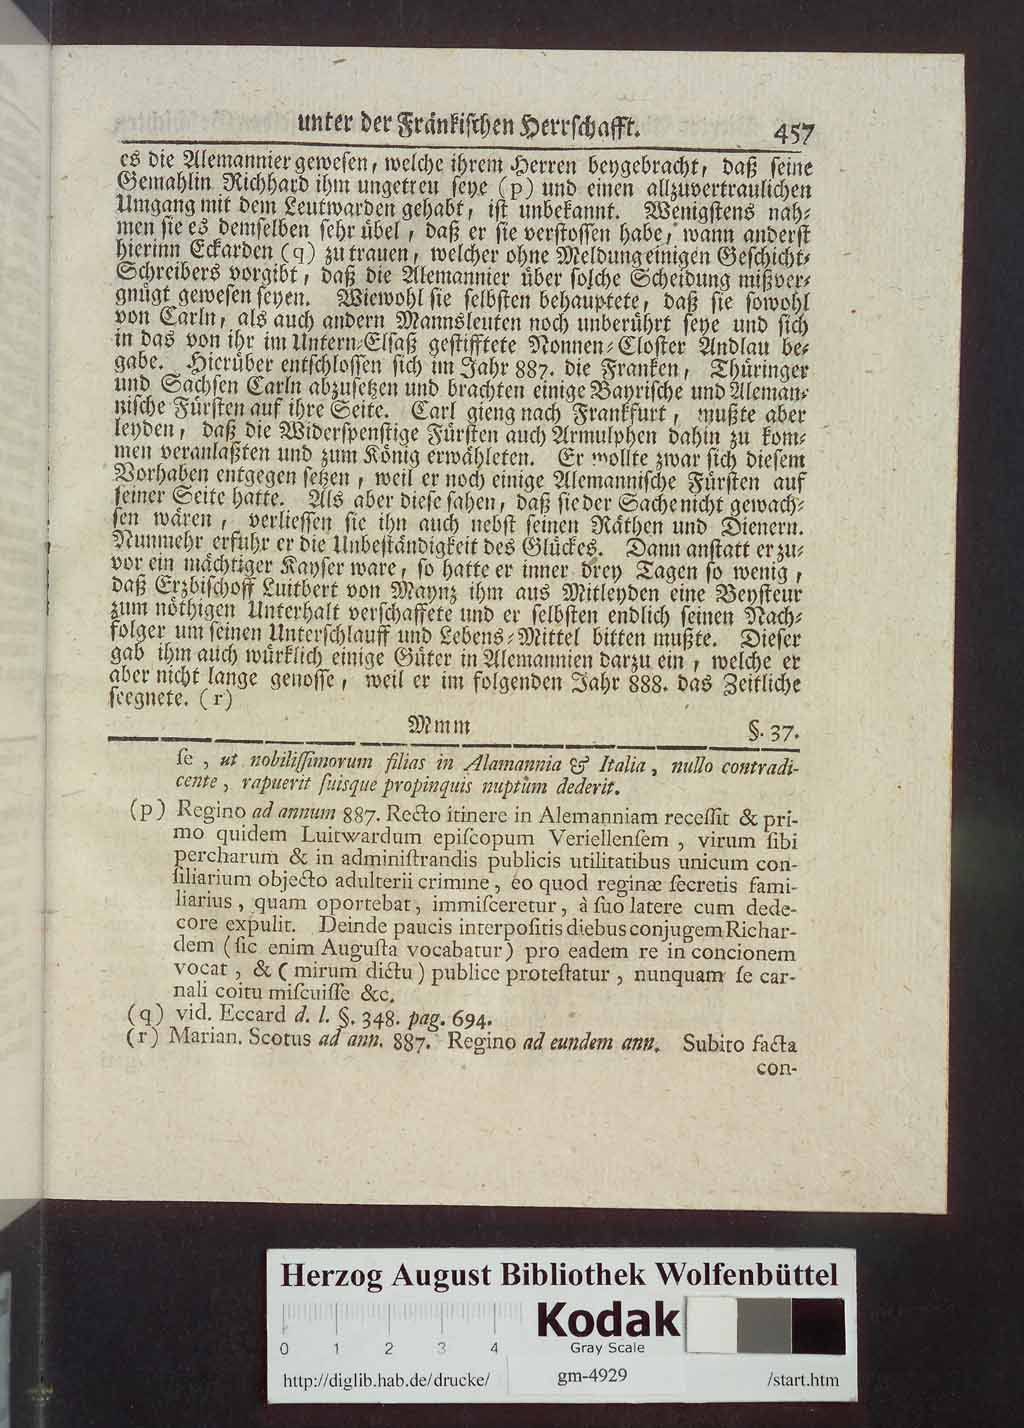 unter der Fränkischen Herrschafft. 457
es die Alemannier gewesen, welche ihrem Herren beygebracht, daß seine
Gemahlin Richhard ihm ungetreu seye (p) und einen allzuvertraulichen
Umgang mit dem Leutwarden gehabt, ist unbekannt. Wenigstens nah-
men sie es demselben sehr übel, daß er sie verstossen habe, wann anderst
hierinn Eckarden (q) zu trauen, welcher ohne Meldung einigen Geschicht-
Schreibers vorgibt, daß die Alemannier über solche Scheidung mißver-
gnügt gewesen seyen. Wiewohl sie selbsten behauptete, daß sie sowohl
von Carln, als auch andern Mannsleuten noch unberührt seye und sich
in das von ihr im Untern-Elsaß gestifftete Nonnen-Closter Andlau be-
gabe. Hierüber entschlossen sich im Jahr 887. die Franken, Thüringer
und Sachsen Carln abzusetzen und brachten einige Bayrische und Aleman-
nische Fürsten auf ihre Seite. Carl gieng nach Frankfurt, mußte aber
leyden, daß die Widerspenstige Fürsten auch Armulphen dahin zu kom-
men veranlaßten und zum König erwähleten. Er wollte zwar sich diesem
Vorhaben entgegen setzen, weil er noch einige Alemannische Fürsten auf
seiner Seite hatte. Als aber diese sahen, daß sie der Sache nicht gewach-
sen wären, verliessen sie ihn auch nebst seinen Räthen und Dienern.
Nunmehr erfuhr er die Unbeständigkeit des Glückes. Dann anstatt er zu-
vor ein mächtiger Kayser ware, so hatte er inner drey Tagen so wenig,
daß Erzbischoff Luitbert von Maynz ihm aus Mitleyden eine Beysteur
zum nöthigen Unterhalt verschaffete und er selbsten endlich seinen Nach-
folger um seinen Unterschlauff und Lebens-Mittel bitten mußte. Dieser
gab ihm auch würklich einige Güter in Alemannien darzu ein, welche er
aber nicht lange genosse, weil er im folgenden Jahr 888. das Zeitliche
seegnete. (r)
Mmm §. 37.
ſe, ut nobiliſſimorum filias in Alamannia & Italia, nullo contradi-
cente, rapuerit ſuisque propinquis nuptûm dederit.
(p) Regino ad annum 887. Recto itinere in Alemanniam receſſit & pri-
mo quidem Luitwardum epiſcopum Veriellenſem, virum ſibi
percharum & in adminiſtrandis publicis utilitatibus unicum con-
ſiliarium objecto adulterii crimine, eo quod reginæ ſecretis fami-
liarius, quam oportebat, immiſceretur, à ſuo latere cum dede-
core expulit. Deinde paucis interpoſitis diebus conjugem Richar-
dem (ſic enim Auguſta vocabatur) pro eadem re in concionem
vocat, & (mirum dictu) publice proteſtatur, nunquam ſe car-
nali coitu miſcuiſſe &c.
(q) vid. Eccard d. l. §. 348. pag. 694.
(r) Marian. Scotus ad ann. 887. Regino ad eundem ann. Subito facta
con-
Herzog August Bibliothek Wolfenbüttel
Kodak
Gray Scale
0 1 2 3 4
http://diglib.hab.de/drucke/ gm-4929 /start.htm